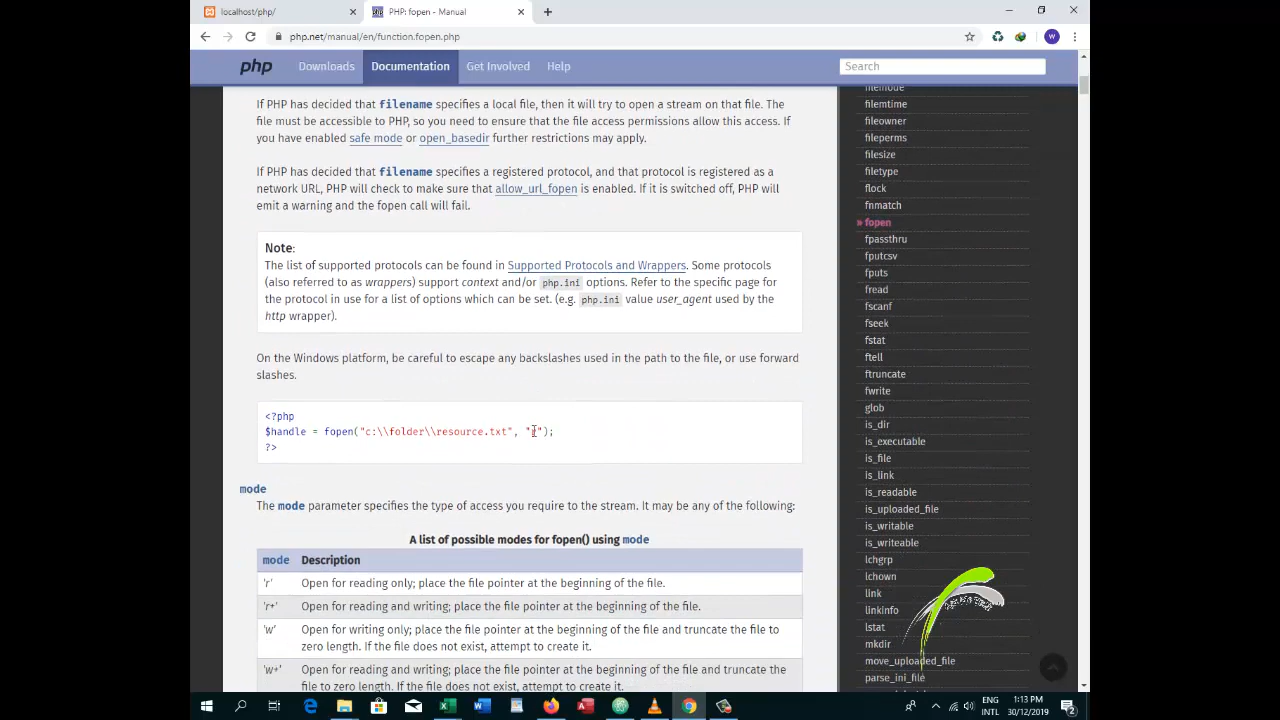 localhost/php/
PHP: fopen - Manual
php.net/manual/en/function.fopen.php
W
php Downloads Documentation Get Involved Help
Search
If PHP has decided that filename specifies a local file, then it will try to open a stream on that file. The
file must be accessible to PHP, so you need to ensure that the file access permissions allow this access. If
you have enabled safe mode or open_basedir further restrictions may apply.
If PHP has decided that filename specifies a registered protocol, and that protocol is registered as a
network URL, PHP will check to make sure that allow_url_fopen is enabled. If it is switched off, PHP will
emit a warning and the fopen call will fail.
Note:
The list of supported protocols can be found in Supported Protocols and Wrappers. Some protocols
(also referred to as wrappers) support context and/or php.ini options. Refer to the specific page
for the protocol in use for a list of options which can be set. (e.g. php.ini value user_agent used by the
http wrapper).
On the Windows platform, be careful to escape any backslashes used in the path to the file, or use forward
slashes.
<?php
$handle = fopen("c:\\folder\\resource.txt", "r");
?>
mode
The mode parameter specifies the type of access you require to the stream. It may be any of the following:
A list of possible modes for fopen() using mode
mode Description
'r' Open for reading only; place the file pointer at the beginning of the file.
'r+' Open for reading and writing; place the file pointer at the beginning of the file.
'w' Open for writing only; place the file pointer at the beginning of the file and truncate the file to
zero length. If the file does not exist, attempt to create it.
'w+' Open for reading and writing; place the file pointer at the beginning of the file and truncate the
file to zero length. If the file does not exist, attempt to create it.
filemode
filemtime
fileowner
fileperms
filesize
filetype
flock
fnmatch
» fopen
fpassthru
fputcsv
fputs
fread
fscanf
fseek
fstat
ftell
ftruncate
fwrite
glob
is_dir
is_executable
is_file
is_link
is_readable
is_uploaded_file
is_writable
is_writeable
lchgrp
lchown
link
linkinfo
lstat
mkdir
move_uploaded_file
parse_ini_file
ENG
INTL
1:13 PM
30/12/2019
2